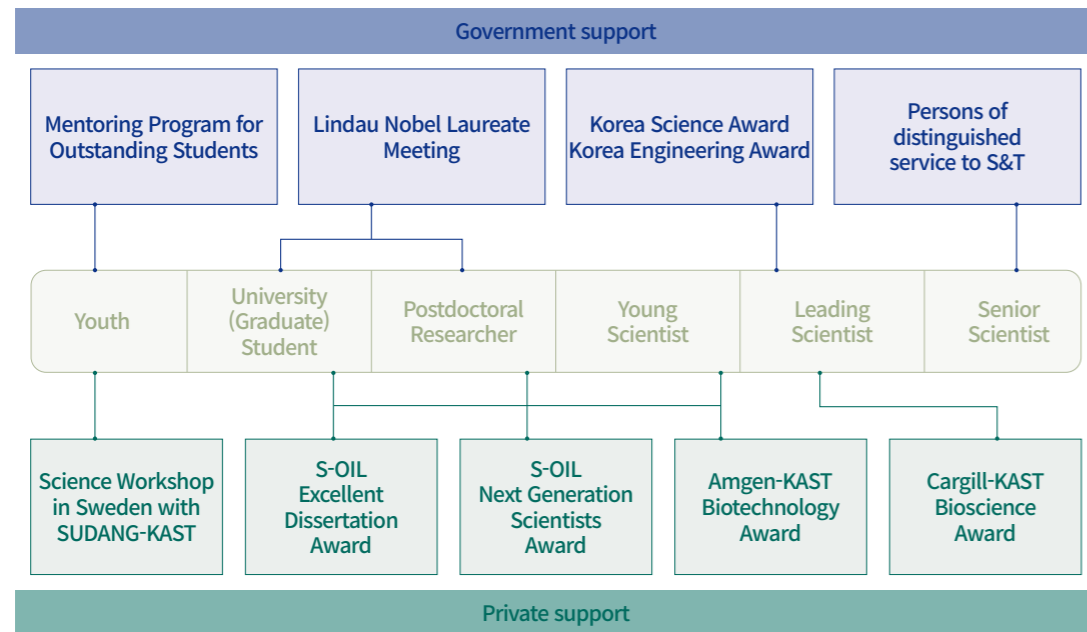 Government support
Mentoring Program for
Outstanding Students
Lindau Nobel Laureate
Meeting
Korea Science Award
Korea Engineering Award
Persons of
distinguished
service to S&T
Youth
University
(Graduate)
Student
Postdoctoral
Researcher
Young
Scientist
Leading
Scientist
Senior
Scientist
Science Workshop
in Sweden with
SUDANG-KAST
S-OIL
Excellent
Dissertation
Award
S-OIL
Next Generation
Scientists
Award
Amgen-KAST
Biotechnology
Award
Cargill-KAST
Bioscience
Award
Private support